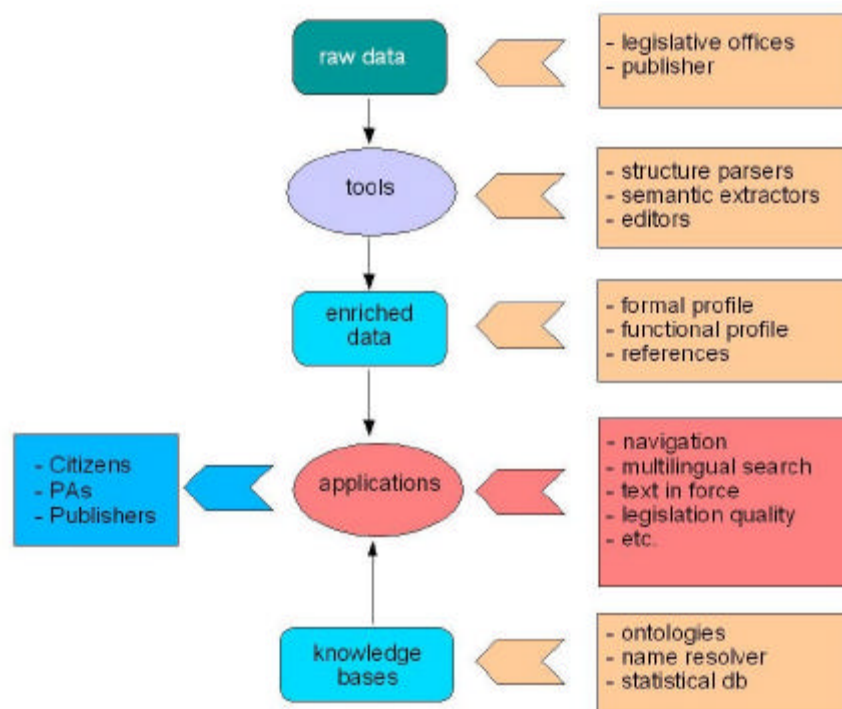 raw data
- legislative offices
- publisher
tools
- structure parsers
- semantic extractors
- editors
enriched
data
- formal profile
- functional profile
- references
- Citizens
- PAs
- Publishers
applications
- navigation
- multilingual search
- text in force
- legislation quality
- etc.
knowledge
bases
- ontologies
- name resolver
- statistical db